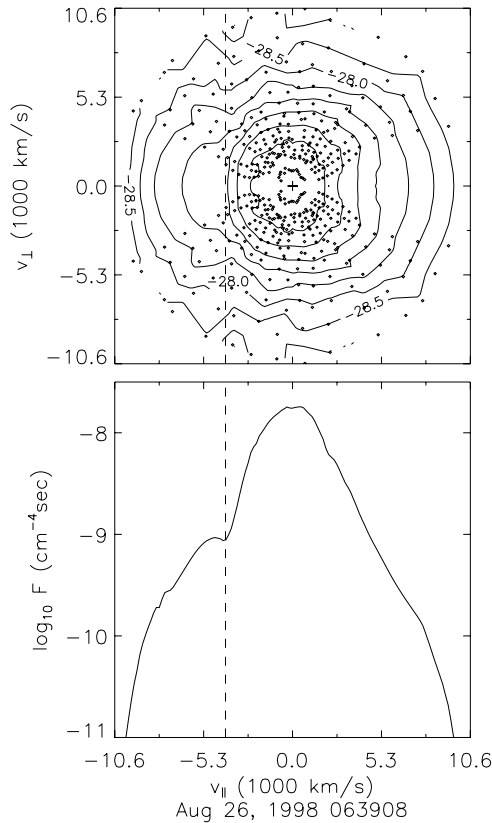 10.6
5.3
0.0
−5.3
−10.6
v⊥ (1000 km/s)
−28.5
−28.0
−28.5
−28.0
−28.5
−8
−9
−10
−11
log₁₀ F (cm⁻⁴sec)
−10.6 −5.3 0.0 5.3 10.6
v∥ (1000 km/s)
Aug 26, 1998 063908